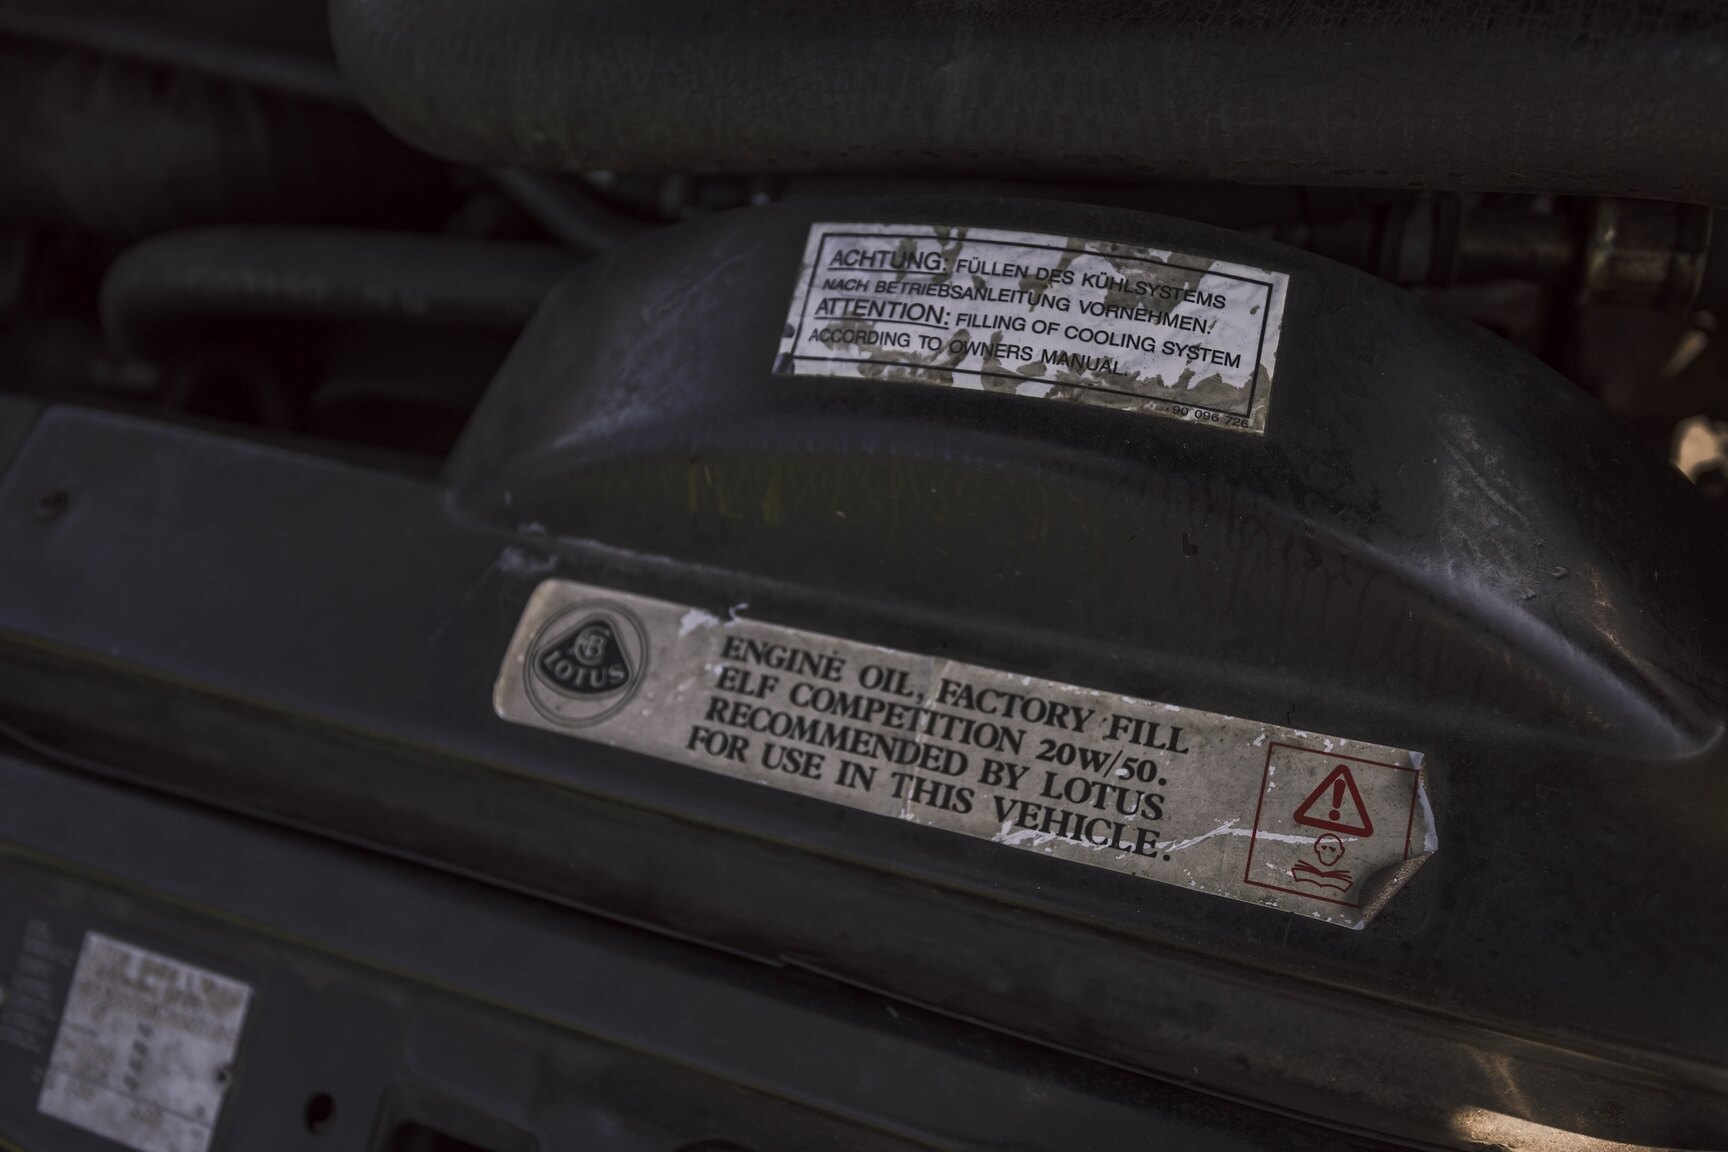 ACHTUNG: FÜLLEN DES KÜHLSYSTEMS
NACH BETRIEBSANLEITUNG VORNEHMEN.
ATTENTION: FILLING OF COOLING SYSTEM
ACCORDING TO OWNERS MANUAL.
90 096 726
LOTUS
ENGINE OIL, FACTORY FILL
ELF COMPETITION 20W/50.
RECOMMENDED BY LOTUS
FOR USE IN THIS VEHICLE.